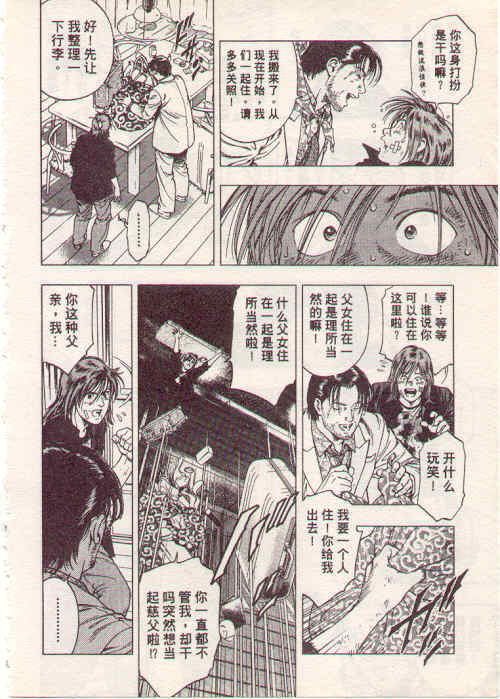 你这身打扮
是干吗嘛？
我搬来了。从
现在开始，我
们一起住。请
多多关照！
好！先让
我整理一
下行李。
………
等…等等
！谁说你
可以住在
这里啦？
父女住在一
起是理所当
然的嘛！
开什么
玩笑！
我要一个人
住！你给我
出去！
什么父女住
在一起是理
所当然啦！
你一直都不
管我，却干
吗突然想当
起慈父啦!?
你这种父
亲，我…
………